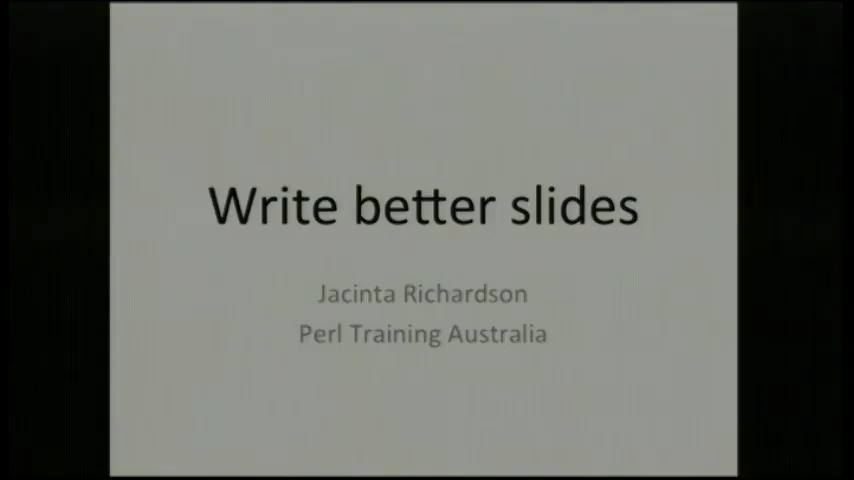 Write better slides
Jacinta Richardson
Perl Training Australia